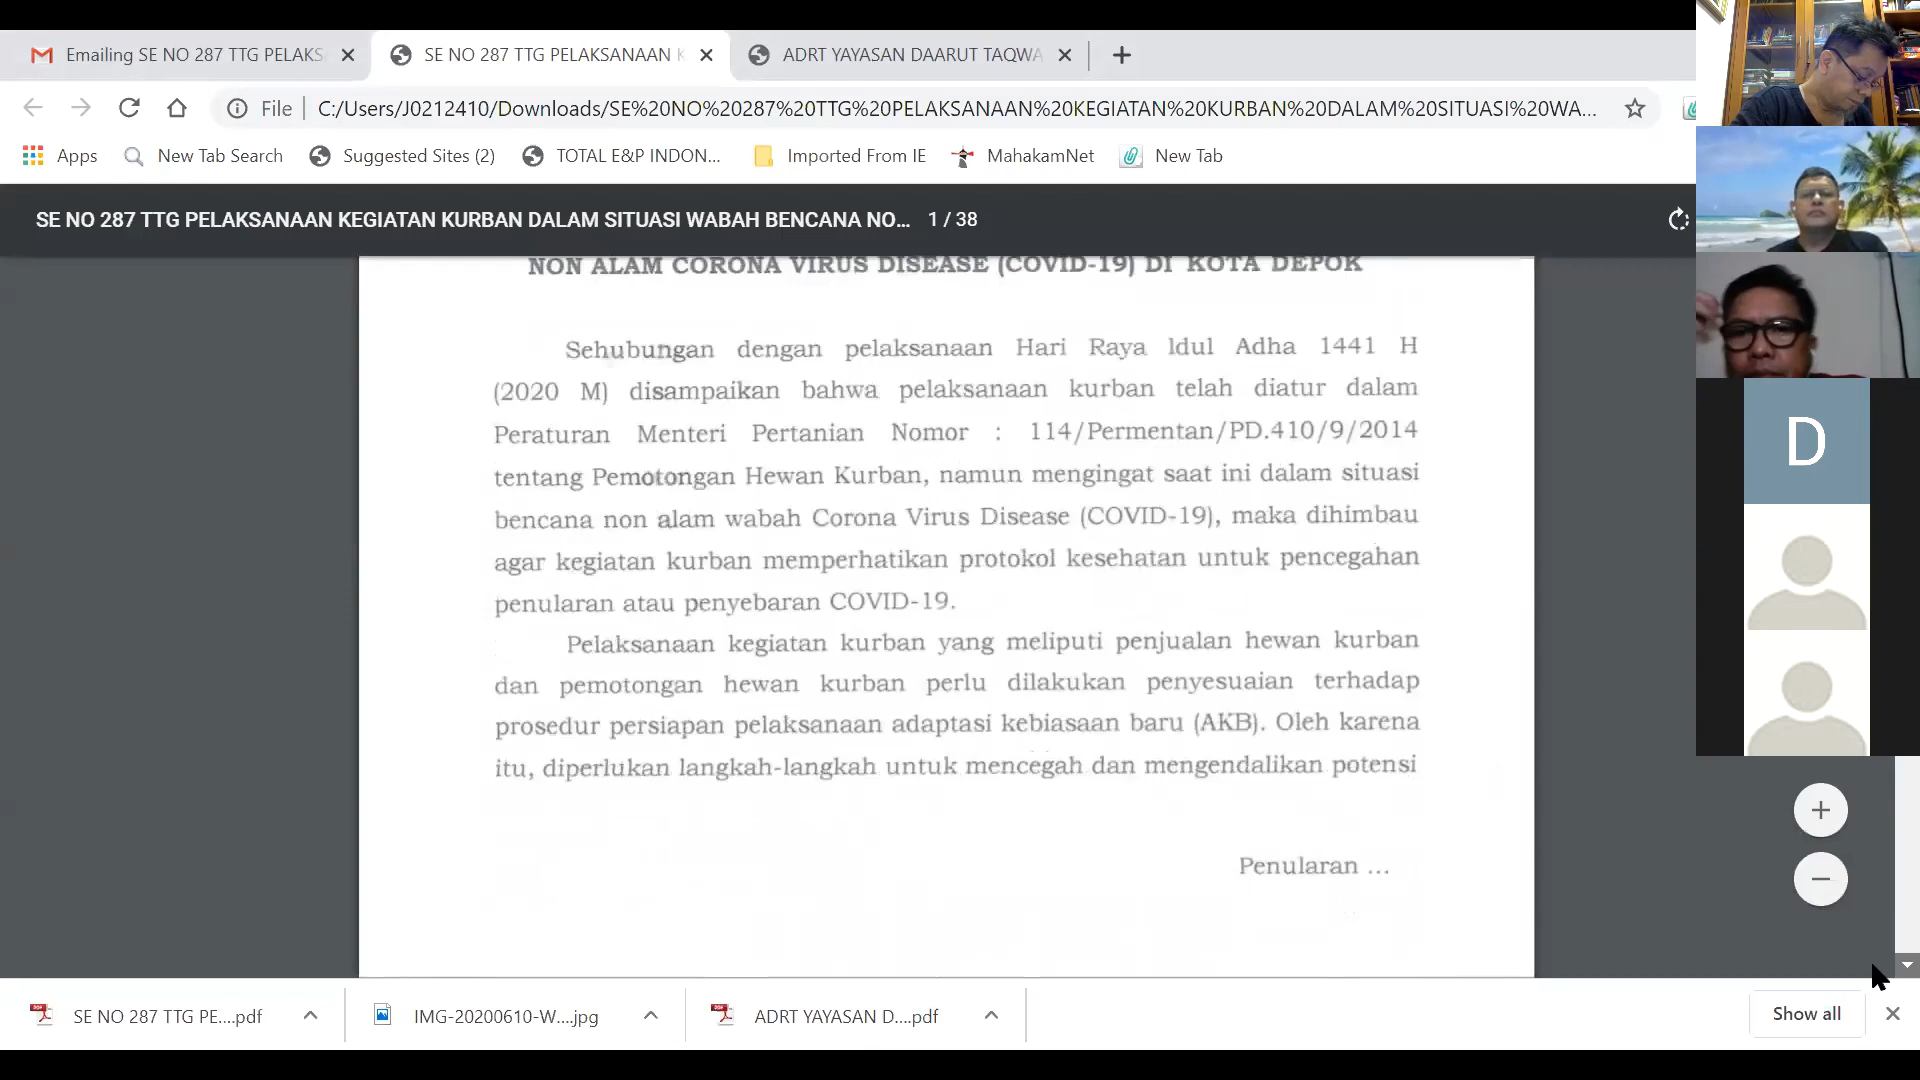 Emailing SE NO 287 TTG PELAKS
SE NO 287 TTG PELAKSANAAN K
ADRT YAYASAN DAARUT TAQWA
File
C:/Users/J0212410/Downloads/SE%20NO%20287%20TTG%20PELAKSANAAN%20KEGIATAN%20KURBAN%20DALAM%20SITUASI%20WA...
Apps
New Tab Search
Suggested Sites (2)
TOTAL E&P INDON...
Imported From IE
MahakamNet
New Tab
SE NO 287 TTG PELAKSANAAN KEGIATAN KURBAN DALAM SITUASI WABAH BENCANA NO... 1 / 38
NON ALAM CORONA VIRUS DISEASE (COVID-19) DI KOTA DEPOK
Sehubungan dengan pelaksanaan Hari Raya ldul Adha 1441 H
(2020 M) disampaikan bahwa pelaksanaan kurban telah diatur dalam
Peraturan Menteri Pertanian Nomor : 114/Permentan/PD.410/9/2014
tentang Pemotongan Hewan Kurban, namun mengingat saat ini dalam situasi
bencana non alam wabah Corona Virus Disease (COVID-19), maka dihimbau
agar kegiatan kurban memperhatikan protokol kesehatan untuk pencegahan
penularan atau penyebaran COVID-19.
Pelaksanaan kegiatan kurban yang meliputi penjualan hewan kurban
dan pemotongan hewan kurban perlu dilakukan penyesuaian terhadap
prosedur persiapan pelaksanaan adaptasi kebiasaan baru (AKB). Oleh karena
itu, diperlukan langkah-langkah untuk mencegah dan mengendalikan potensi
Penularan ...
D
SE NO 287 TTG PE....pdf
IMG-20200610-W....jpg
ADRT YAYASAN D....pdf
Show all